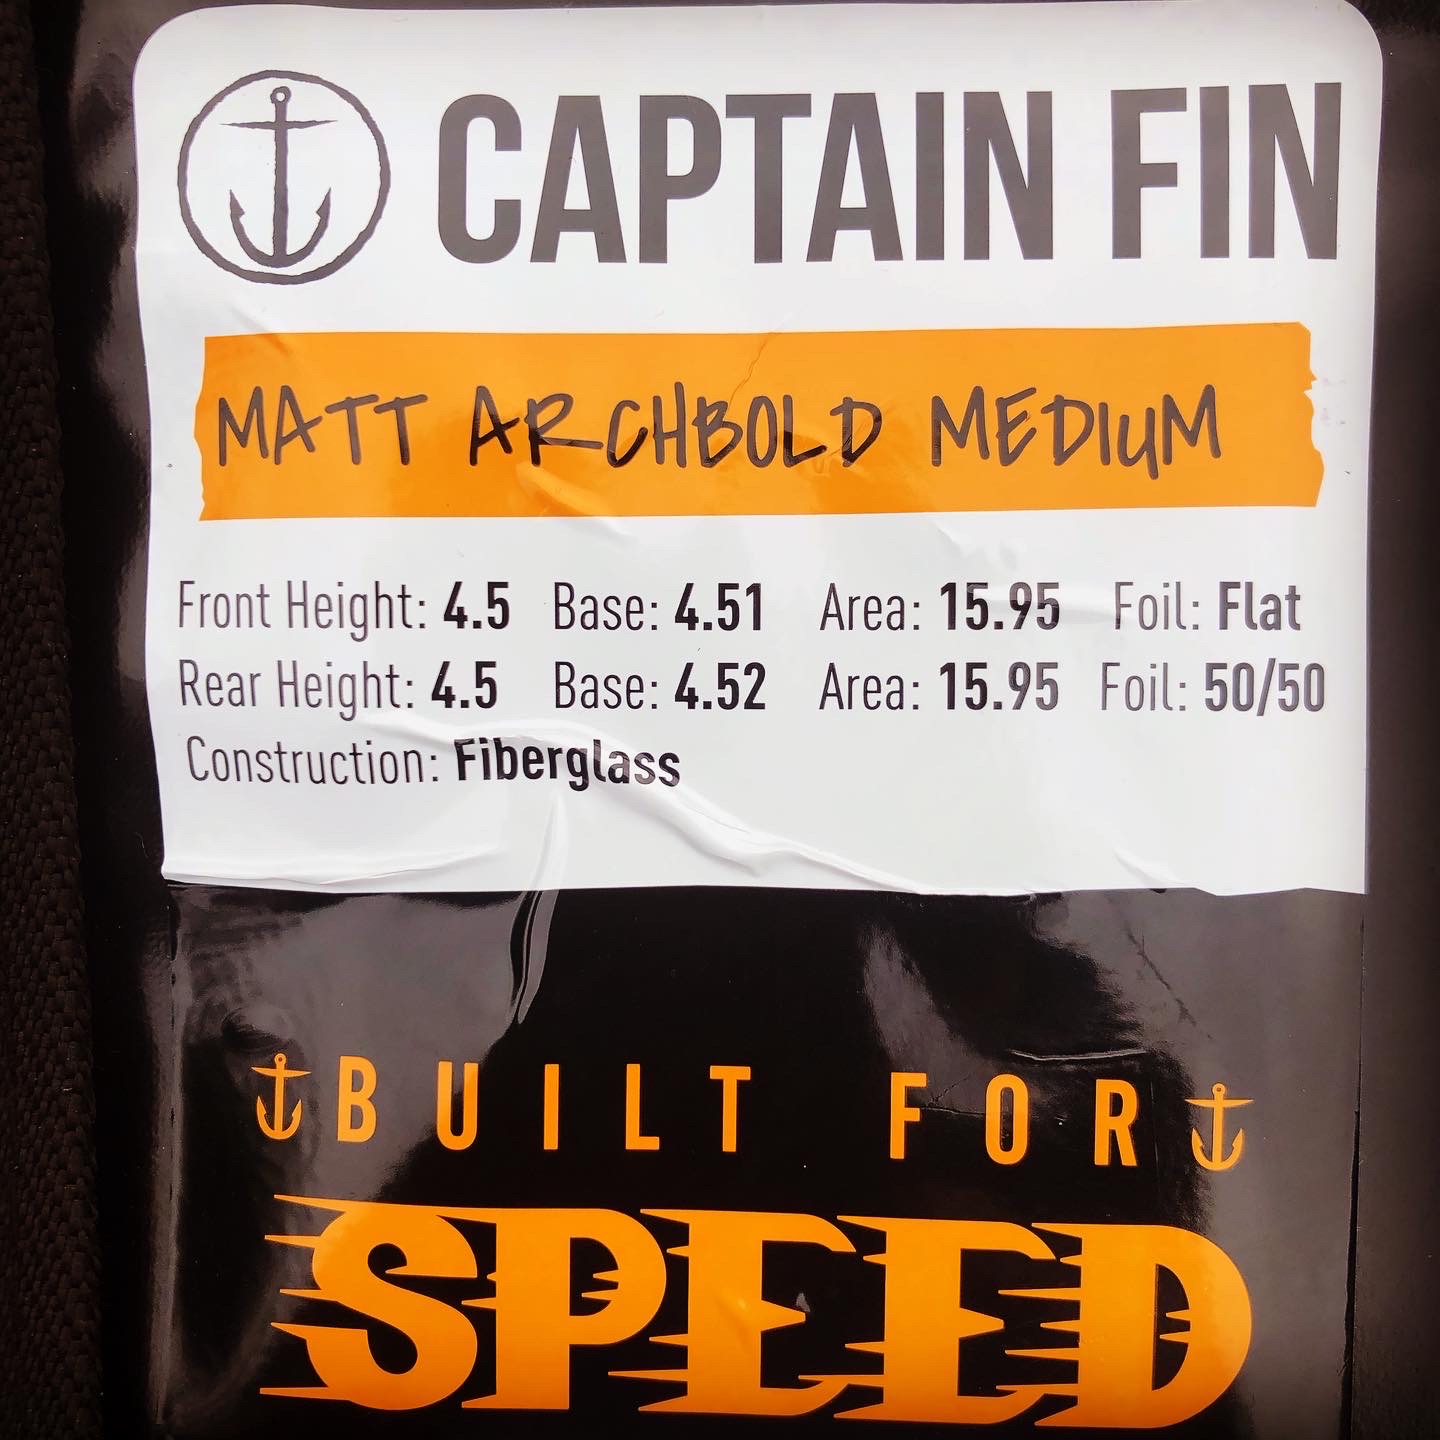 CAPTAIN FIN
MATT ARCHBOLD MEDIUM
Front Height: 4.5 Base: 4.51 Area: 15.95 Foil: Flat
Rear Height: 4.5 Base: 4.52 Area: 15.95 Foil: 50/50
Construction: Fiberglass
BUILT FOR
SPEED